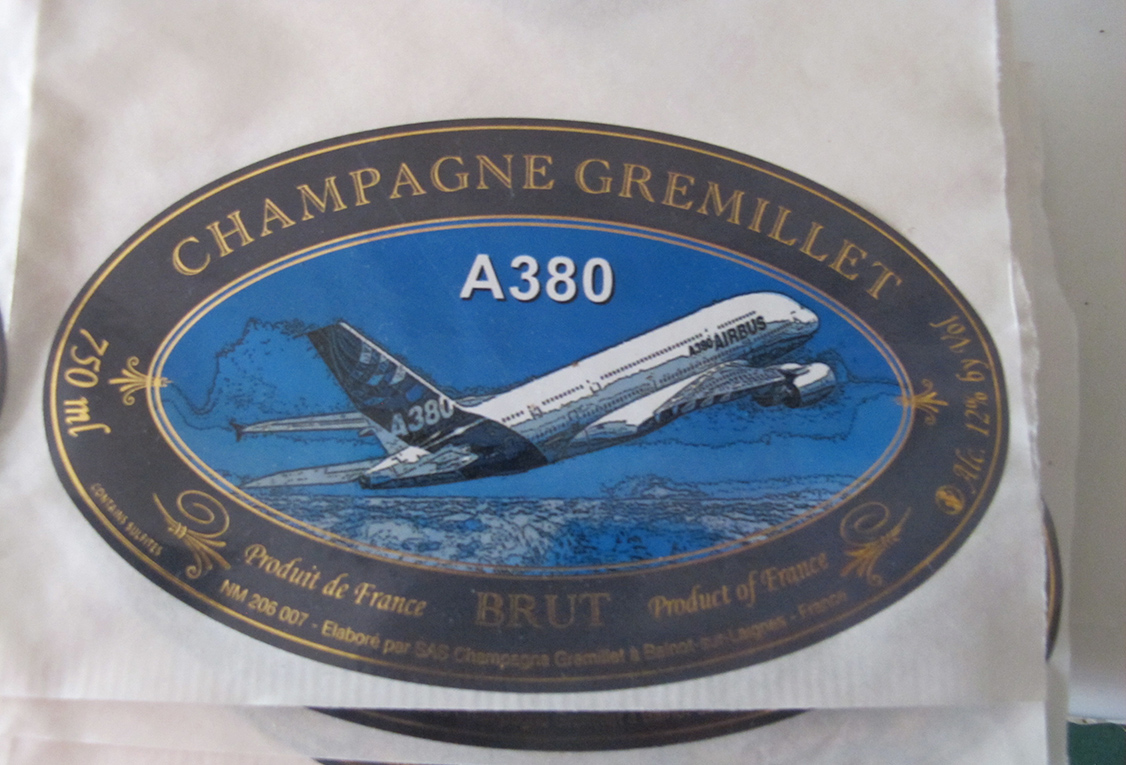 CHAMPAGNE GREMILLET
A380
A380 AIRBUS
A380
750 ml
Alc. 12% by Vol
CONTAINS SULFITES
Produit de France
BRUT
Product of France
NM 206 007 - Elaboré par SAS Champagne Gremillet à Balnot-sur-Laignes - France